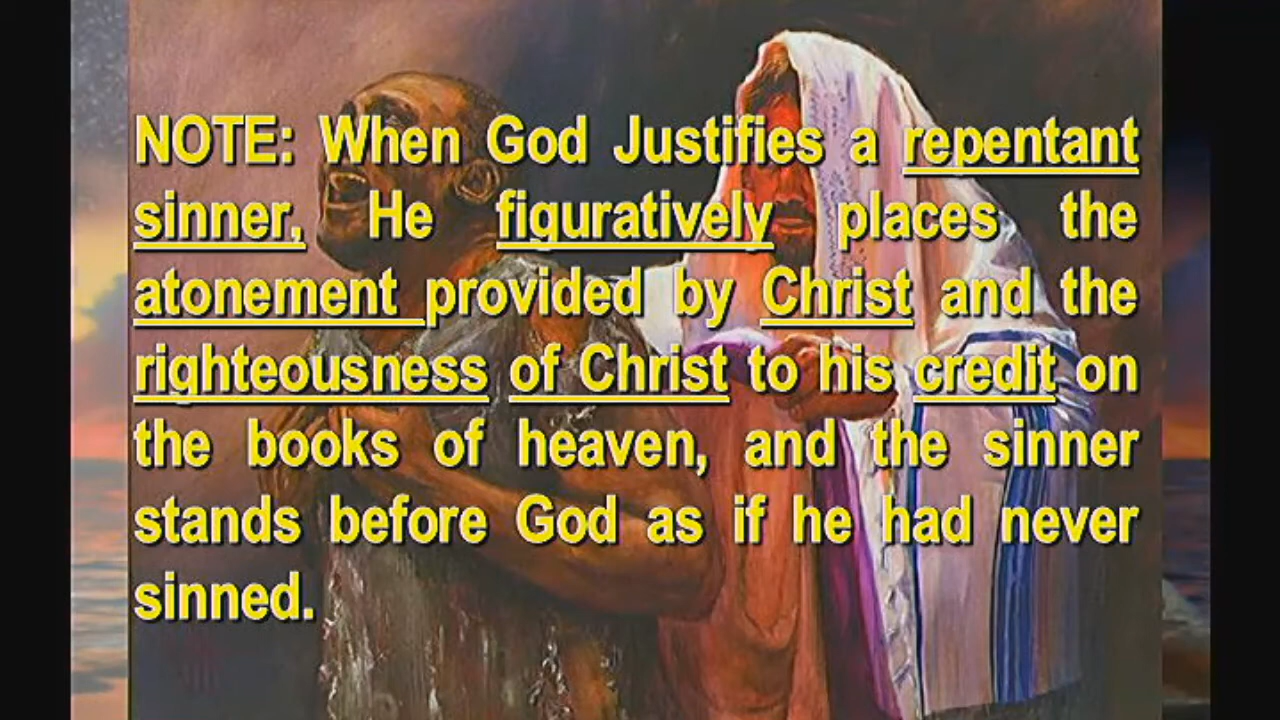 NOTE: When God Justifies a repentant
sinner, He figuratively places the
atonement provided by Christ and the
righteousness of Christ to his credit on
the books of heaven, and the sinner
stands before God as if he had never
sinned.